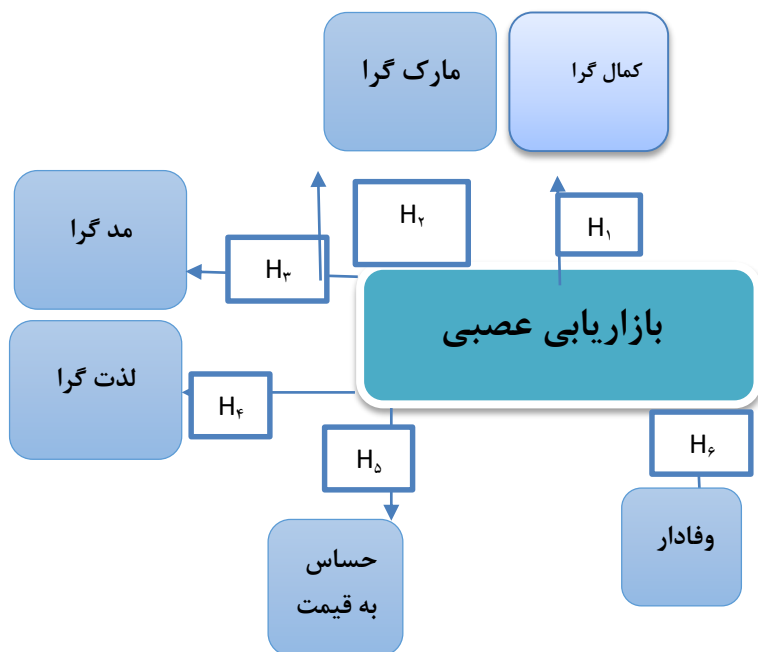 کمال گرا
مارک گرا
H۱
H۲
مد گرا
H۳
بازاریابی عصبی
لذت گرا
H۴
H۵
H۶
حساس
به قیمت
وفادار